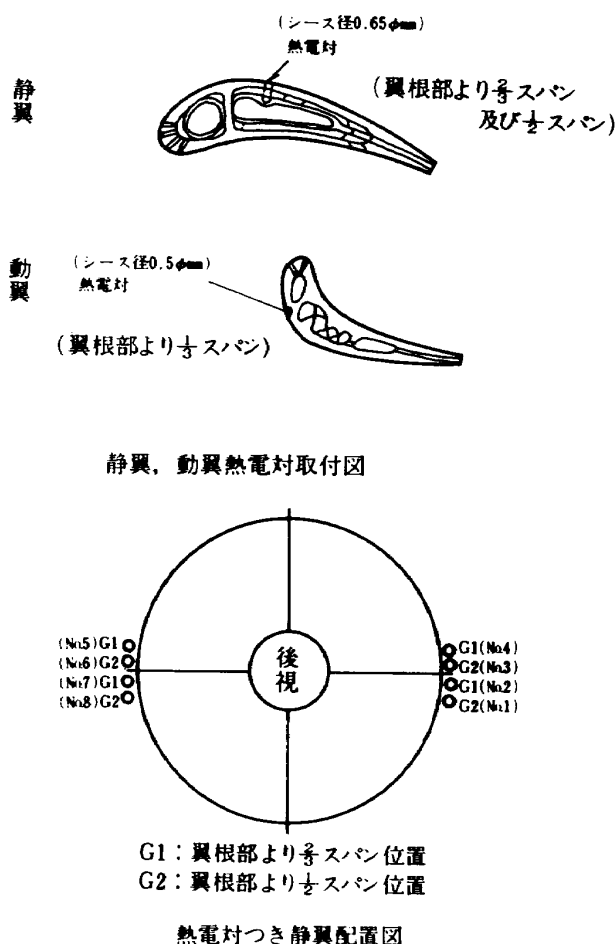 (シース径0.65φmm)
熱電対
静翼
(翼根部より2/3スパン
及び1/2スパン)
動翼
(シース径0.5φmm)
熱電対
(翼根部より1/3スパン)
静翼,動翼熱電対取付図
(No.5)G1
(No.6)G2
(No.7)G1
(No.8)G2
後視
G1(No.4)
G2(No.3)
G1(No.2)
G2(No.1)
G1:翼根部より2/3スパン位置
G2:翼根部より1/2スパン位置
熱電対つき静翼配置図